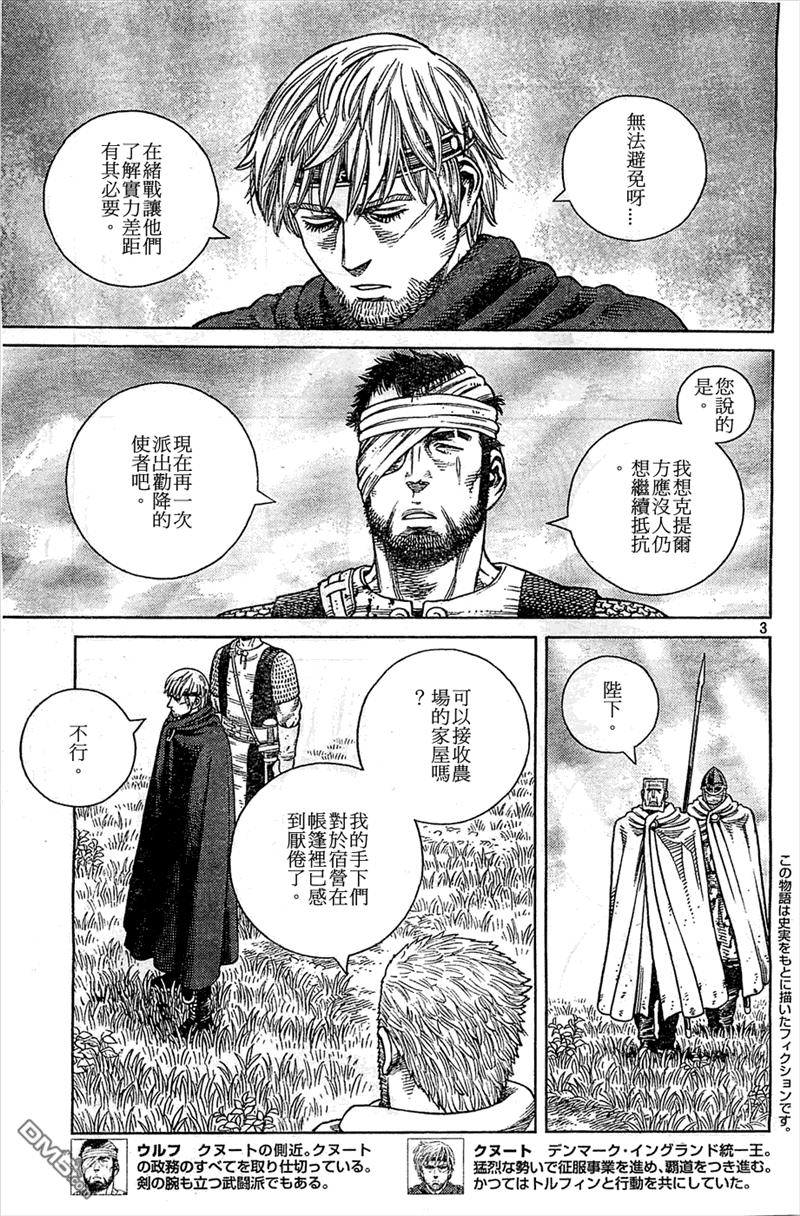 無法避免呀…
在緒戰讓他們
了解實力差距
有其必要。
您說的
是。
我想克提爾
方應沒人仍
想繼續抵抗
。
現在再一次
派出勸降的
使者吧。
3
陛下。
可以接收農
場的家屋嗎
？
我的手下們
對於宿營在
帳篷裡已感
到厭倦了。
不行。
この物語は史実をもとに描いたフィクションです。
クヌート　デンマーク・イングランド統一王。
猛烈な勢いで征服事業を進め、覇道をつき進む。
かつてはトルフィンと行動を共にしていた。
ウルフ　クヌートの側近。クヌート
の政務のすべてを取り仕切っている。
剣の腕も立つ武闘派でもある。